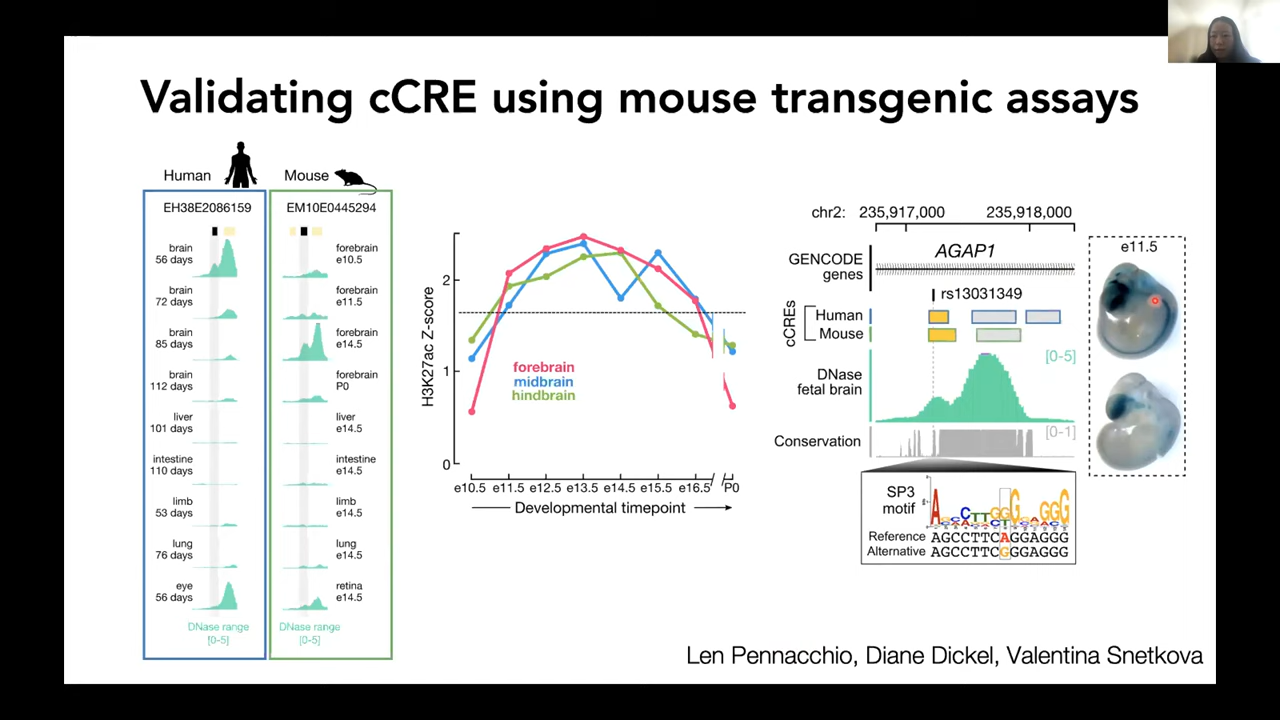 Validating cCRE using mouse transgenic assays
Human
Mouse
EH38E2086159
EM10E0445294
brain
56 days
forebrain
e10.5
brain
72 days
forebrain
e11.5
brain
85 days
forebrain
e14.5
brain
112 days
forebrain
P0
liver
101 days
liver
e14.5
intestine
110 days
intestine
e14.5
limb
53 days
limb
e14.5
lung
76 days
lung
e14.5
eye
56 days
retina
e14.5
DNase range
[0-5]
DNase range
[0-5]
H3K27ac Z-score
2
1
0
forebrain
midbrain
hindbrain
e10.5 e11.5 e12.5 e13.5 e14.5 e15.5 e16.5 P0
Developmental timepoint
chr2: 235,917,000 235,918,000
GENCODE
genes
AGAP1
rs13031349
cCREs
Human
Mouse
DNase
fetal brain
[0-5]
Conservation
[0-1]
SP3
motif
Reference AGCCTTCAGGAGGG
Alternative AGCCTTCGGGAGGG
e11.5
Len Pennacchio, Diane Dickel, Valentina Snetkova